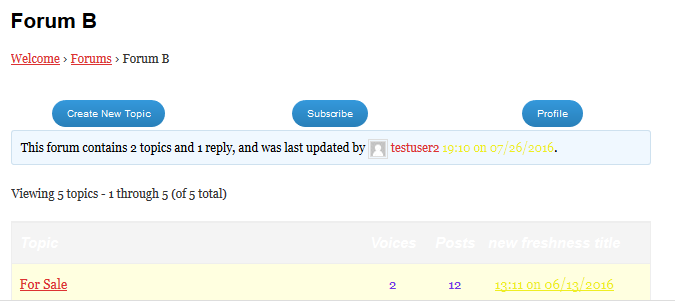 Forum B
Welcome › Forums › Forum B
Create New Topic Subscribe Profile
This forum contains 2 topics and 1 reply, and was last updated by testuser2 19:10 on 07/26/2016.
Viewing 5 topics - 1 through 5 (of 5 total)
Topic Voices Posts new freshness title
For Sale 2 12 13:11 on 06/13/2016